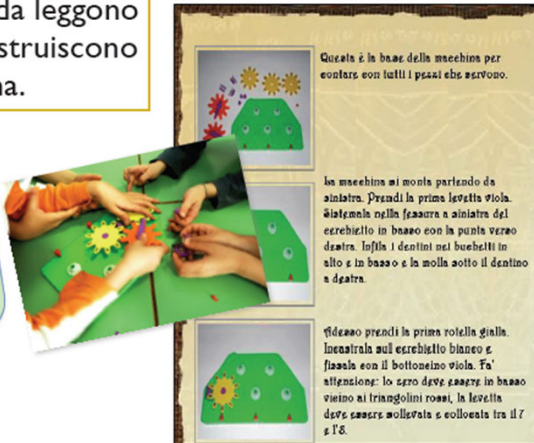 da leggono
struiscono
na.
Questa è la base della macchina per
contare con tutti i pezzi che servono.
La macchina si monta partendo da
sinistra. Prendi la prima levetta viola.
Sistemala nella fessura a sinistra del
cerchietto in basso con la punta verso
destra. Infila i dentini nei buchetti in
alto e in basso e la molla sotto il dentino
a destra.
Adesso prendi la prima rotella gialla.
Incastrala sul cerchietto bianco e
fissala con il bottoncino viola. Fa'
attenzione: lo zero deve essere in basso
vicino ai triangolini rossi, la levetta
deve essere sollevata e collocata tra il 7
e l'8.